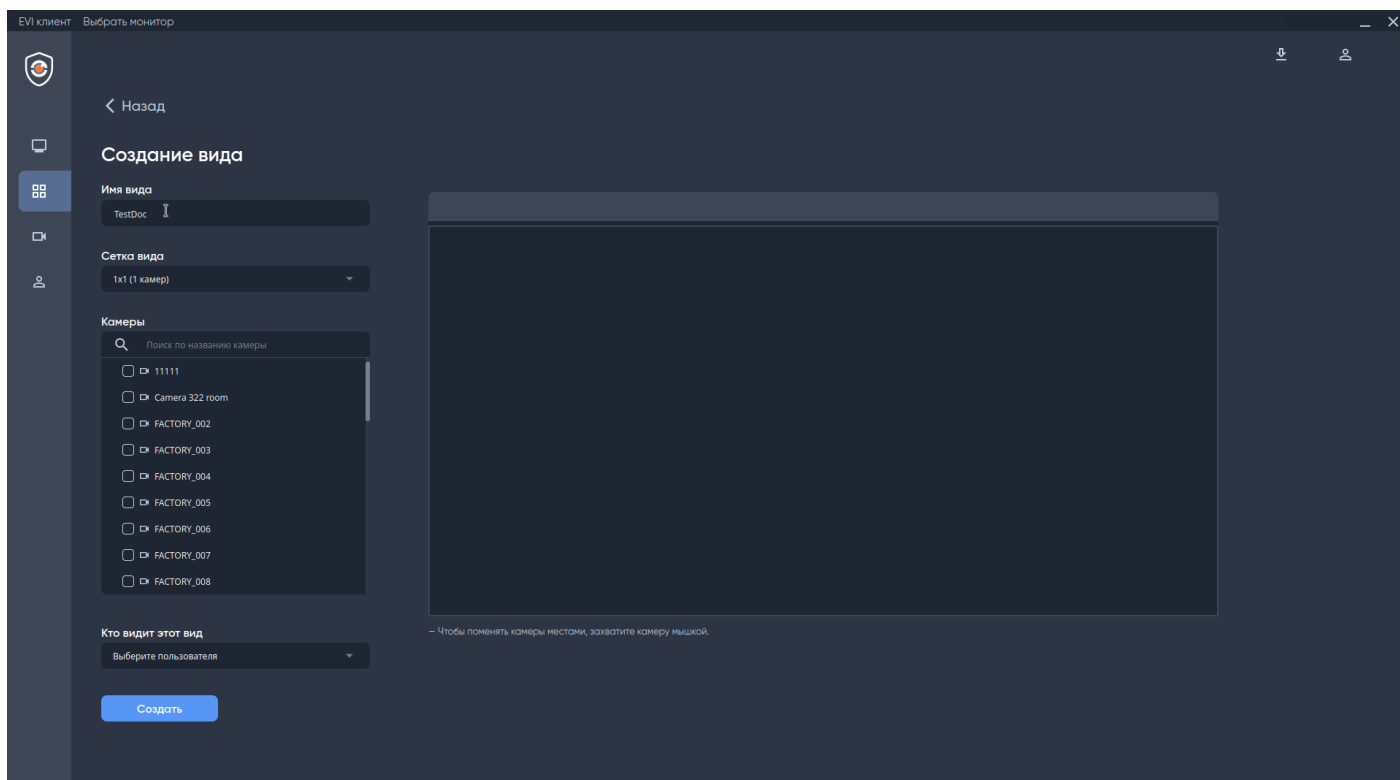 EVI клиент Выбрать монитор
Назад
Создание вида
Имя вида
TestDoc
Сетка вида
1x1 (1 камер)
Камеры
Поиск по названию камеры
11111
Camera 322 room
FACTORY_002
FACTORY_003
FACTORY_004
FACTORY_005
FACTORY_006
FACTORY_007
FACTORY_008
Кто видит этот вид
Выберите пользователя
Создать
— Чтобы поменять камеры местами, захватите камеру мышкой.